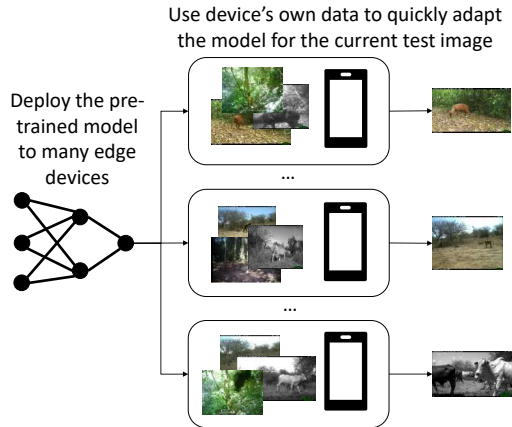 Use device’s own data to quickly adapt
the model for the current test image
Deploy the pre-
trained model
to many edge
devices
...
...